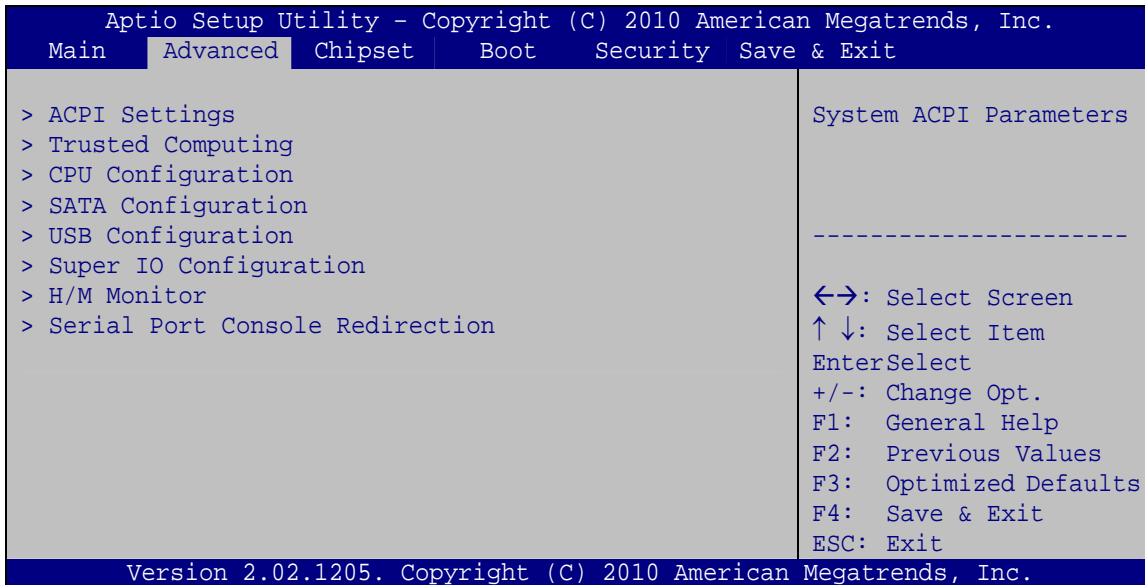 Aptio Setup Utility – Copyright (C) 2010 American Megatrends, Inc.
Main Advanced Chipset Boot Security Save & Exit
> ACPI Settings
> Trusted Computing
> CPU Configuration
> SATA Configuration
> USB Configuration
> Super IO Configuration
> H/M Monitor
> Serial Port Console Redirection
System ACPI Parameters
----------------------
←→: Select Screen
↑ ↓: Select Item
EnterSelect
+/-: Change Opt.
F1: General Help
F2: Previous Values
F3: Optimized Defaults
F4: Save & Exit
ESC: Exit
Version 2.02.1205. Copyright (C) 2010 American Megatrends, Inc.